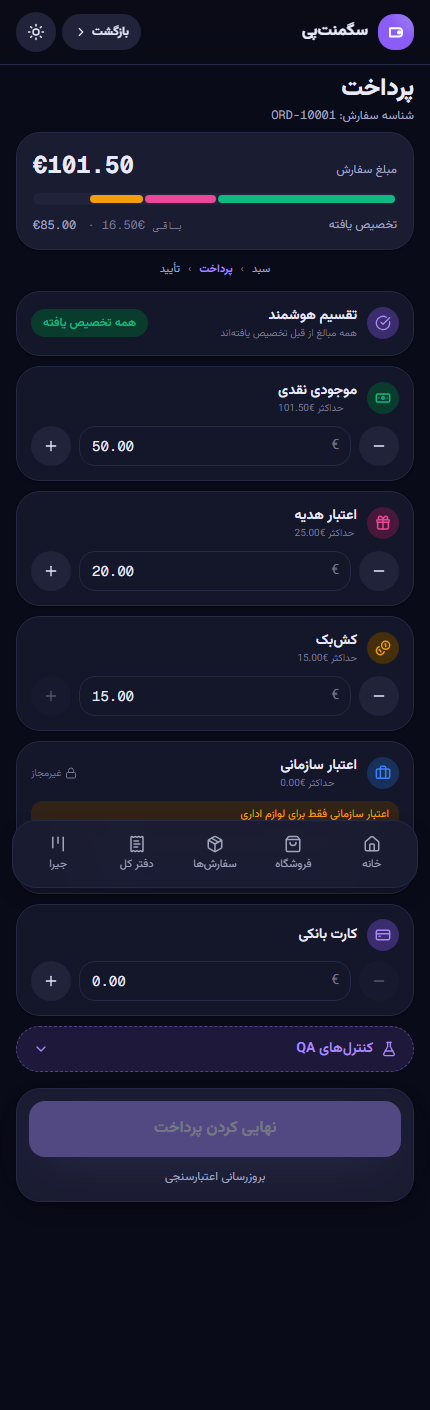 سگمنت‌پی
بازگشت
پرداخت
شناسه سفارش: ORD-10001
مبلغ سفارش
€101.50
تخصیص یافته
€85.00 · باقی 16.50€
سبد › پرداخت › تأیید
تقسیم هوشمند
همه مبالغ از قبل تخصیص یافته‌اند
همه تخصیص یافته
موجودی نقدی
حداکثر 101.50€
− € 50.00 +
اعتبار هدیه
حداکثر 25.00€
− € 20.00 +
کش‌بک
حداکثر 15.00€
− € 15.00 +
اعتبار سازمانی
حداکثر 0.00€
غیرمجاز
اعتبار سازمانی فقط برای لوازم اداری
خانه
فروشگاه
سفارش‌ها
دفتر کل
جیرا
کارت بانکی
− € 0.00 +
کنترل‌های QA
نهایی کردن پرداخت
بروزرسانی اعتبارسنجی